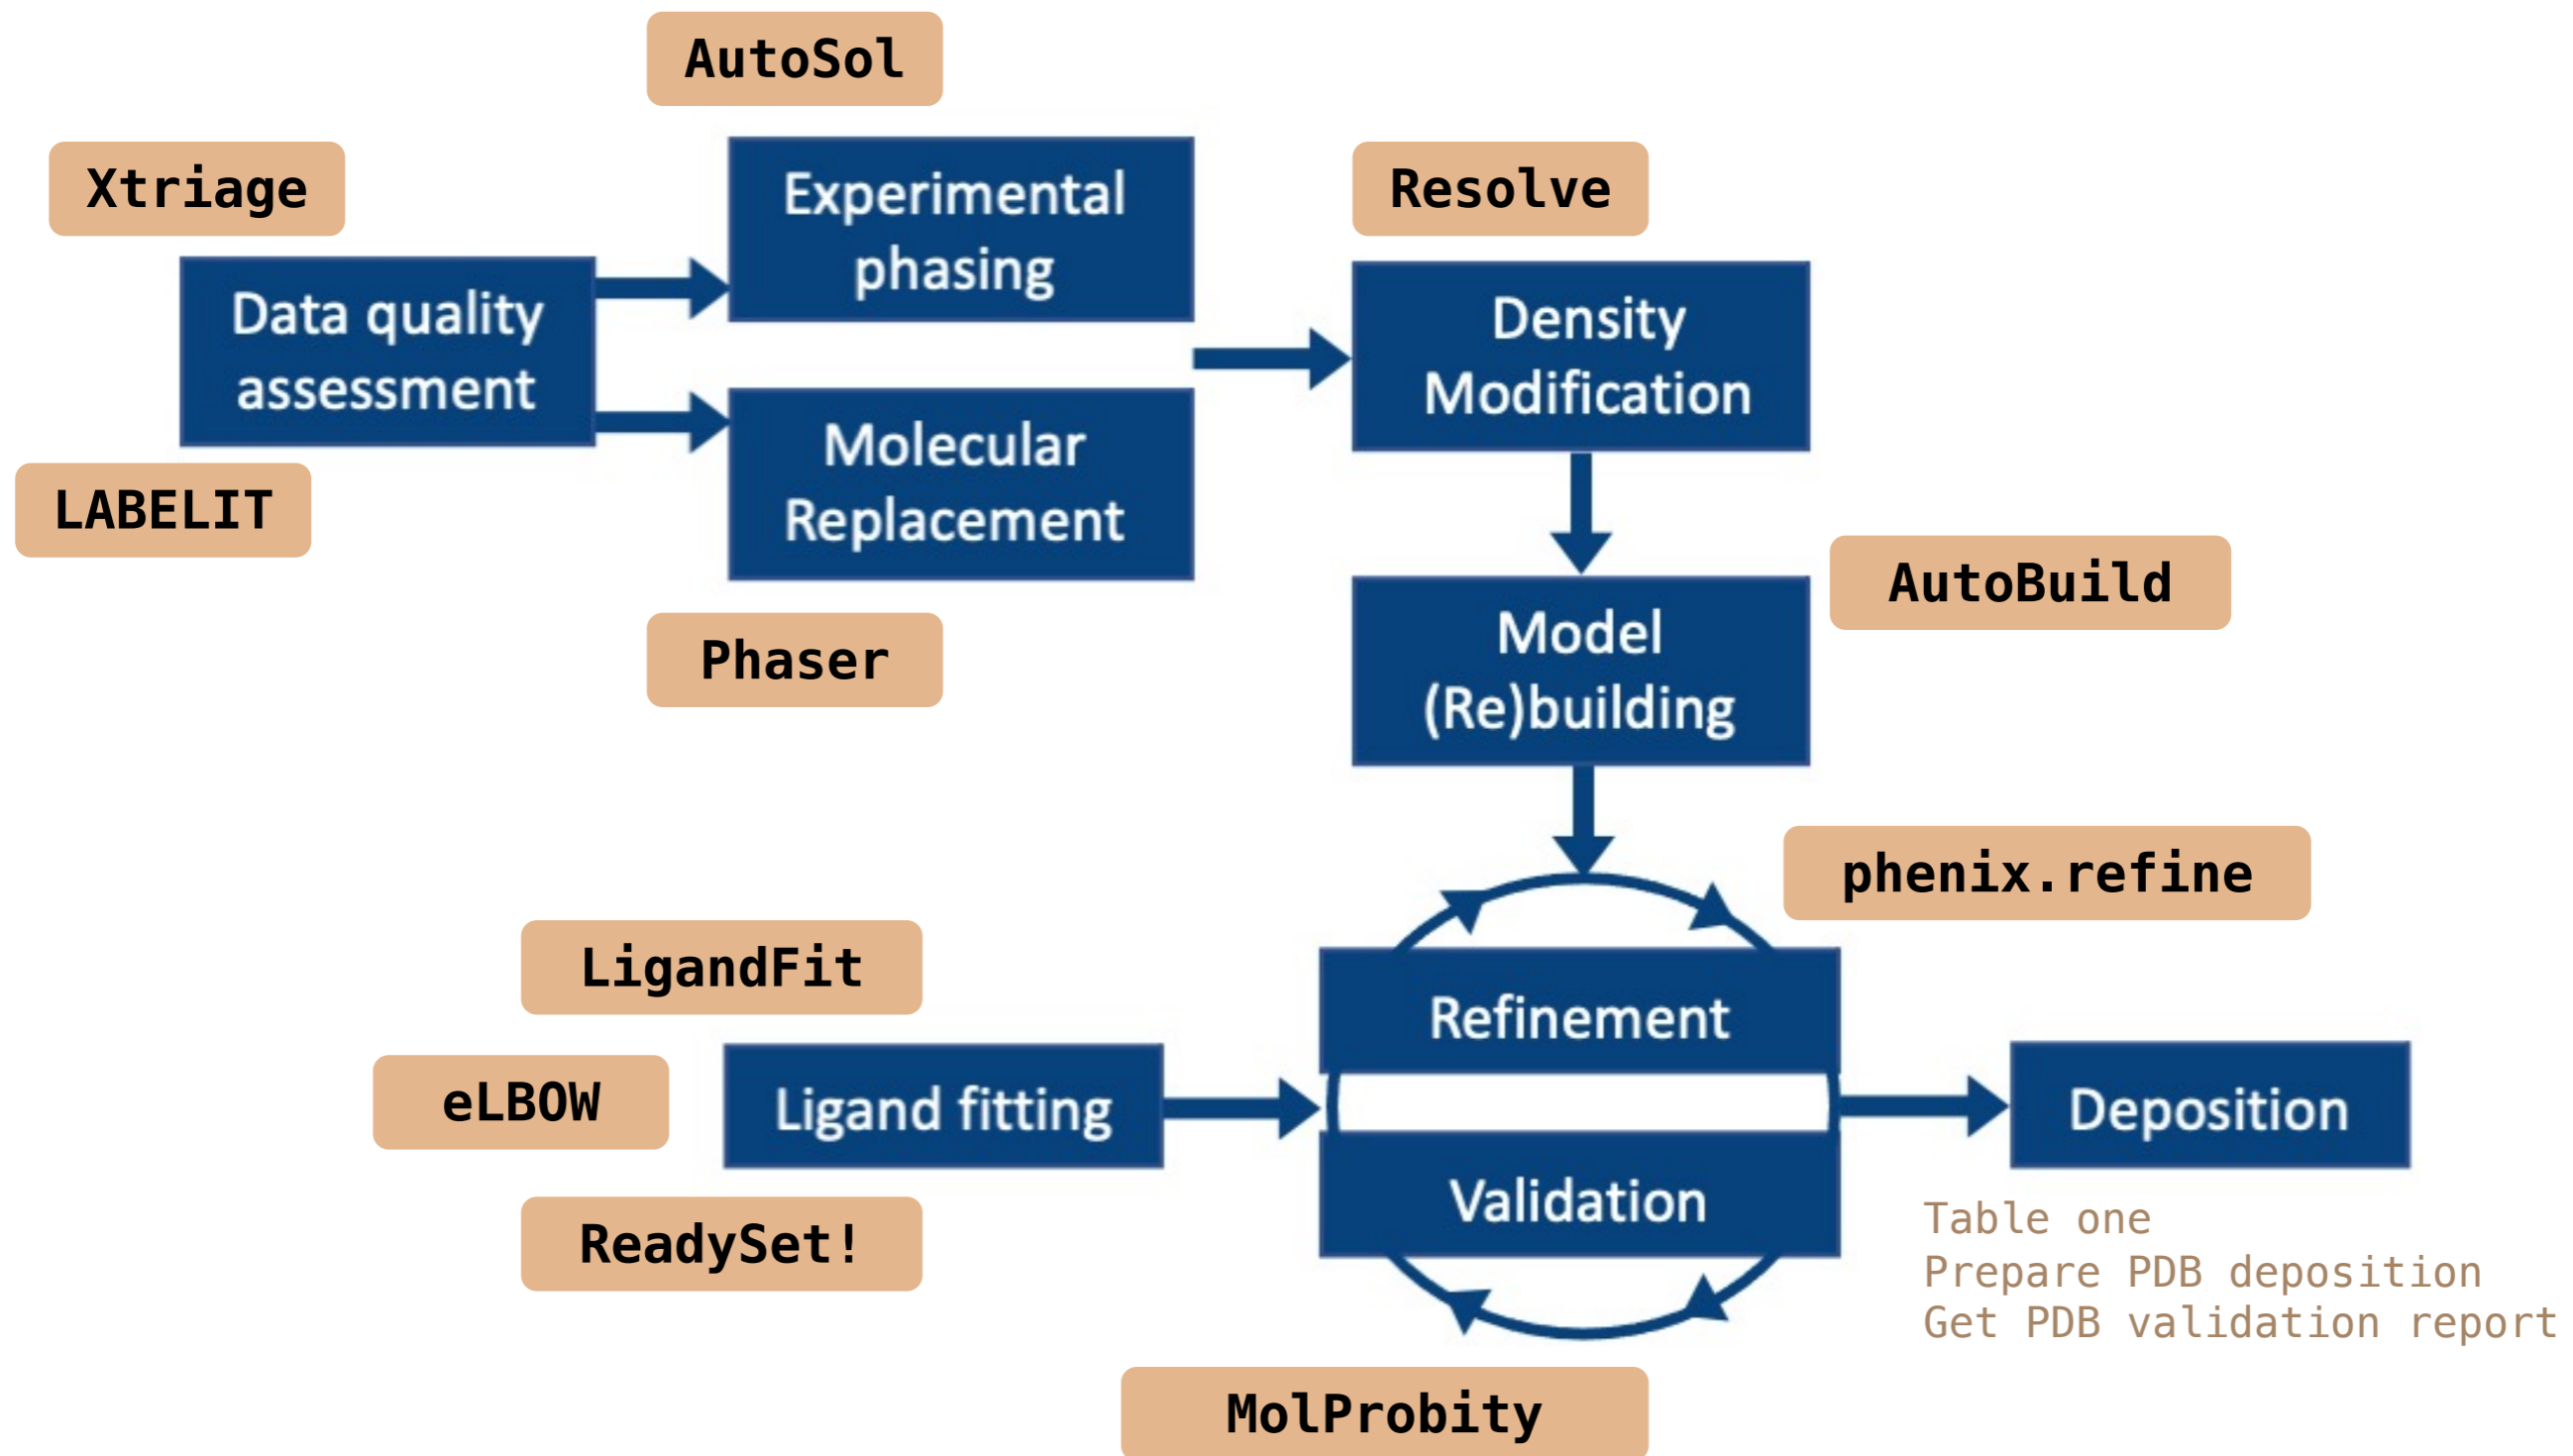 AutoSol
Xtriage
Experimental
phasing
Resolve
Data quality
assessment
Density
Modification
Molecular
Replacement
LABELIT
AutoBuild
Phaser
Model
(Re)building
phenix.refine
LigandFit
Refinement
eLBOW
Ligand fitting
Deposition
Validation
ReadySet!
Table one
Prepare PDB deposition
Get PDB validation report
MolProbity